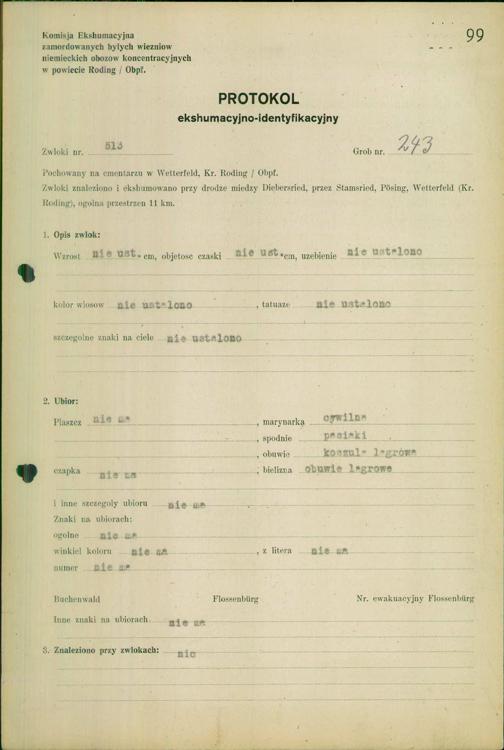 99
Komisja Ekshumacyjna
zamordowanych byłych wiezniow
niemieckich obozow koncentracyjnych
w powiecie Roding / Obpf.
PROTOKOL
ekshumacyjno-identyfikacyjny
Zwloki nr. 513 Grob nr. 243
Pochowany na cmentarzu w Wetterfeld, Kr. Roding / Obpf.
Zwloki znaleziono i ekshumowano przy drodze miedzy Diebersried, przez Stamsried, Pösing, Wetterfeld (Kr.
Roding), ogolna przestrzen 11 km.
1. Opis zwlok:
Wzrost nie ust. cm, objetosc czaski nie ust. cm, uzebienie nie ustalono
kolor wlosow nie ustalono , tatuaze nie ustalono
szczegolne znaki na ciele nie ustalono
2. Ubior:
Plaszcz nie ma , marynarką cywilna
, spodnie pasiaki
, obuwie koszula lagrowa
czapka nie ma , bielizna obuwie lagrowe
i inne szczegoly ubioru nie ma
Znaki na ubiorach:
ogolne nie ma
winkiel koloru nie ma , z litera nie ma
numer nie ma
Buchenwald Flossenbürg Nr. ewakuacyjny Flossenbürg
Inne znaki na ubiorach nie ma
3. Znaleziono przy zwlokach: nic